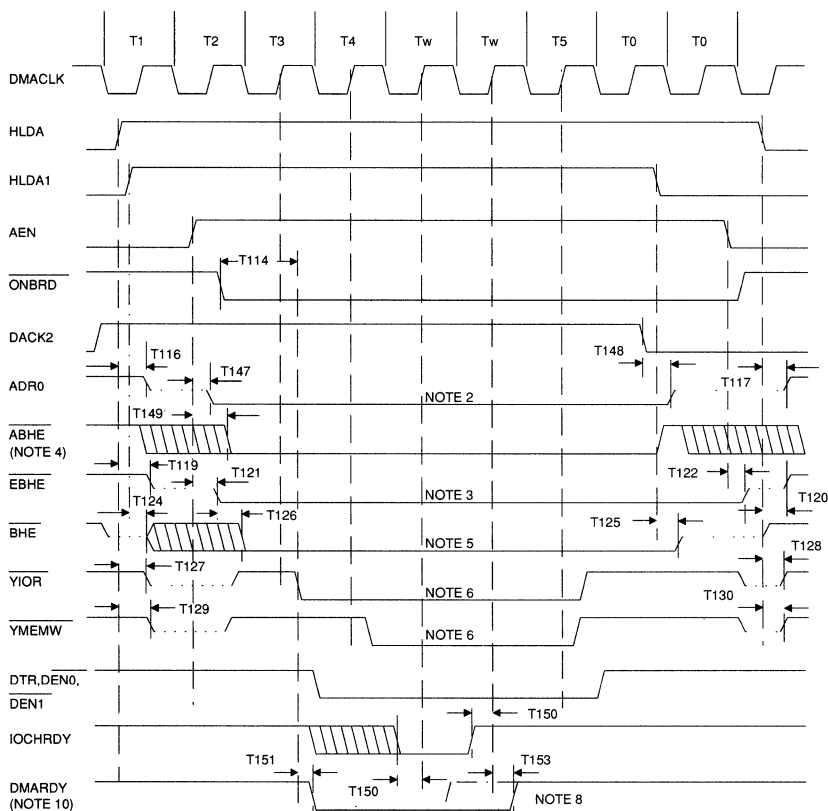 T1 T2 T3 T4 Tw Tw T5 T0 T0
DMACLK
HLDA
HLDA1
AEN
T114
ONBRD
DACK2
T116 T148
T147 T117
ADR0
NOTE 2
T149
ABHE
(NOTE 4)
T119 T121 T122
EBHE
NOTE 3
T124 T120
T126 T125
BHE
NOTE 5 T128
T127
YIOR
NOTE 6 T130
T129
YMEMW
NOTE 6
DTR,DEN0,
DEN1
T150
IOCHRDY
T151 T150 T153
DMARDY
(NOTE 10)
NOTE 8